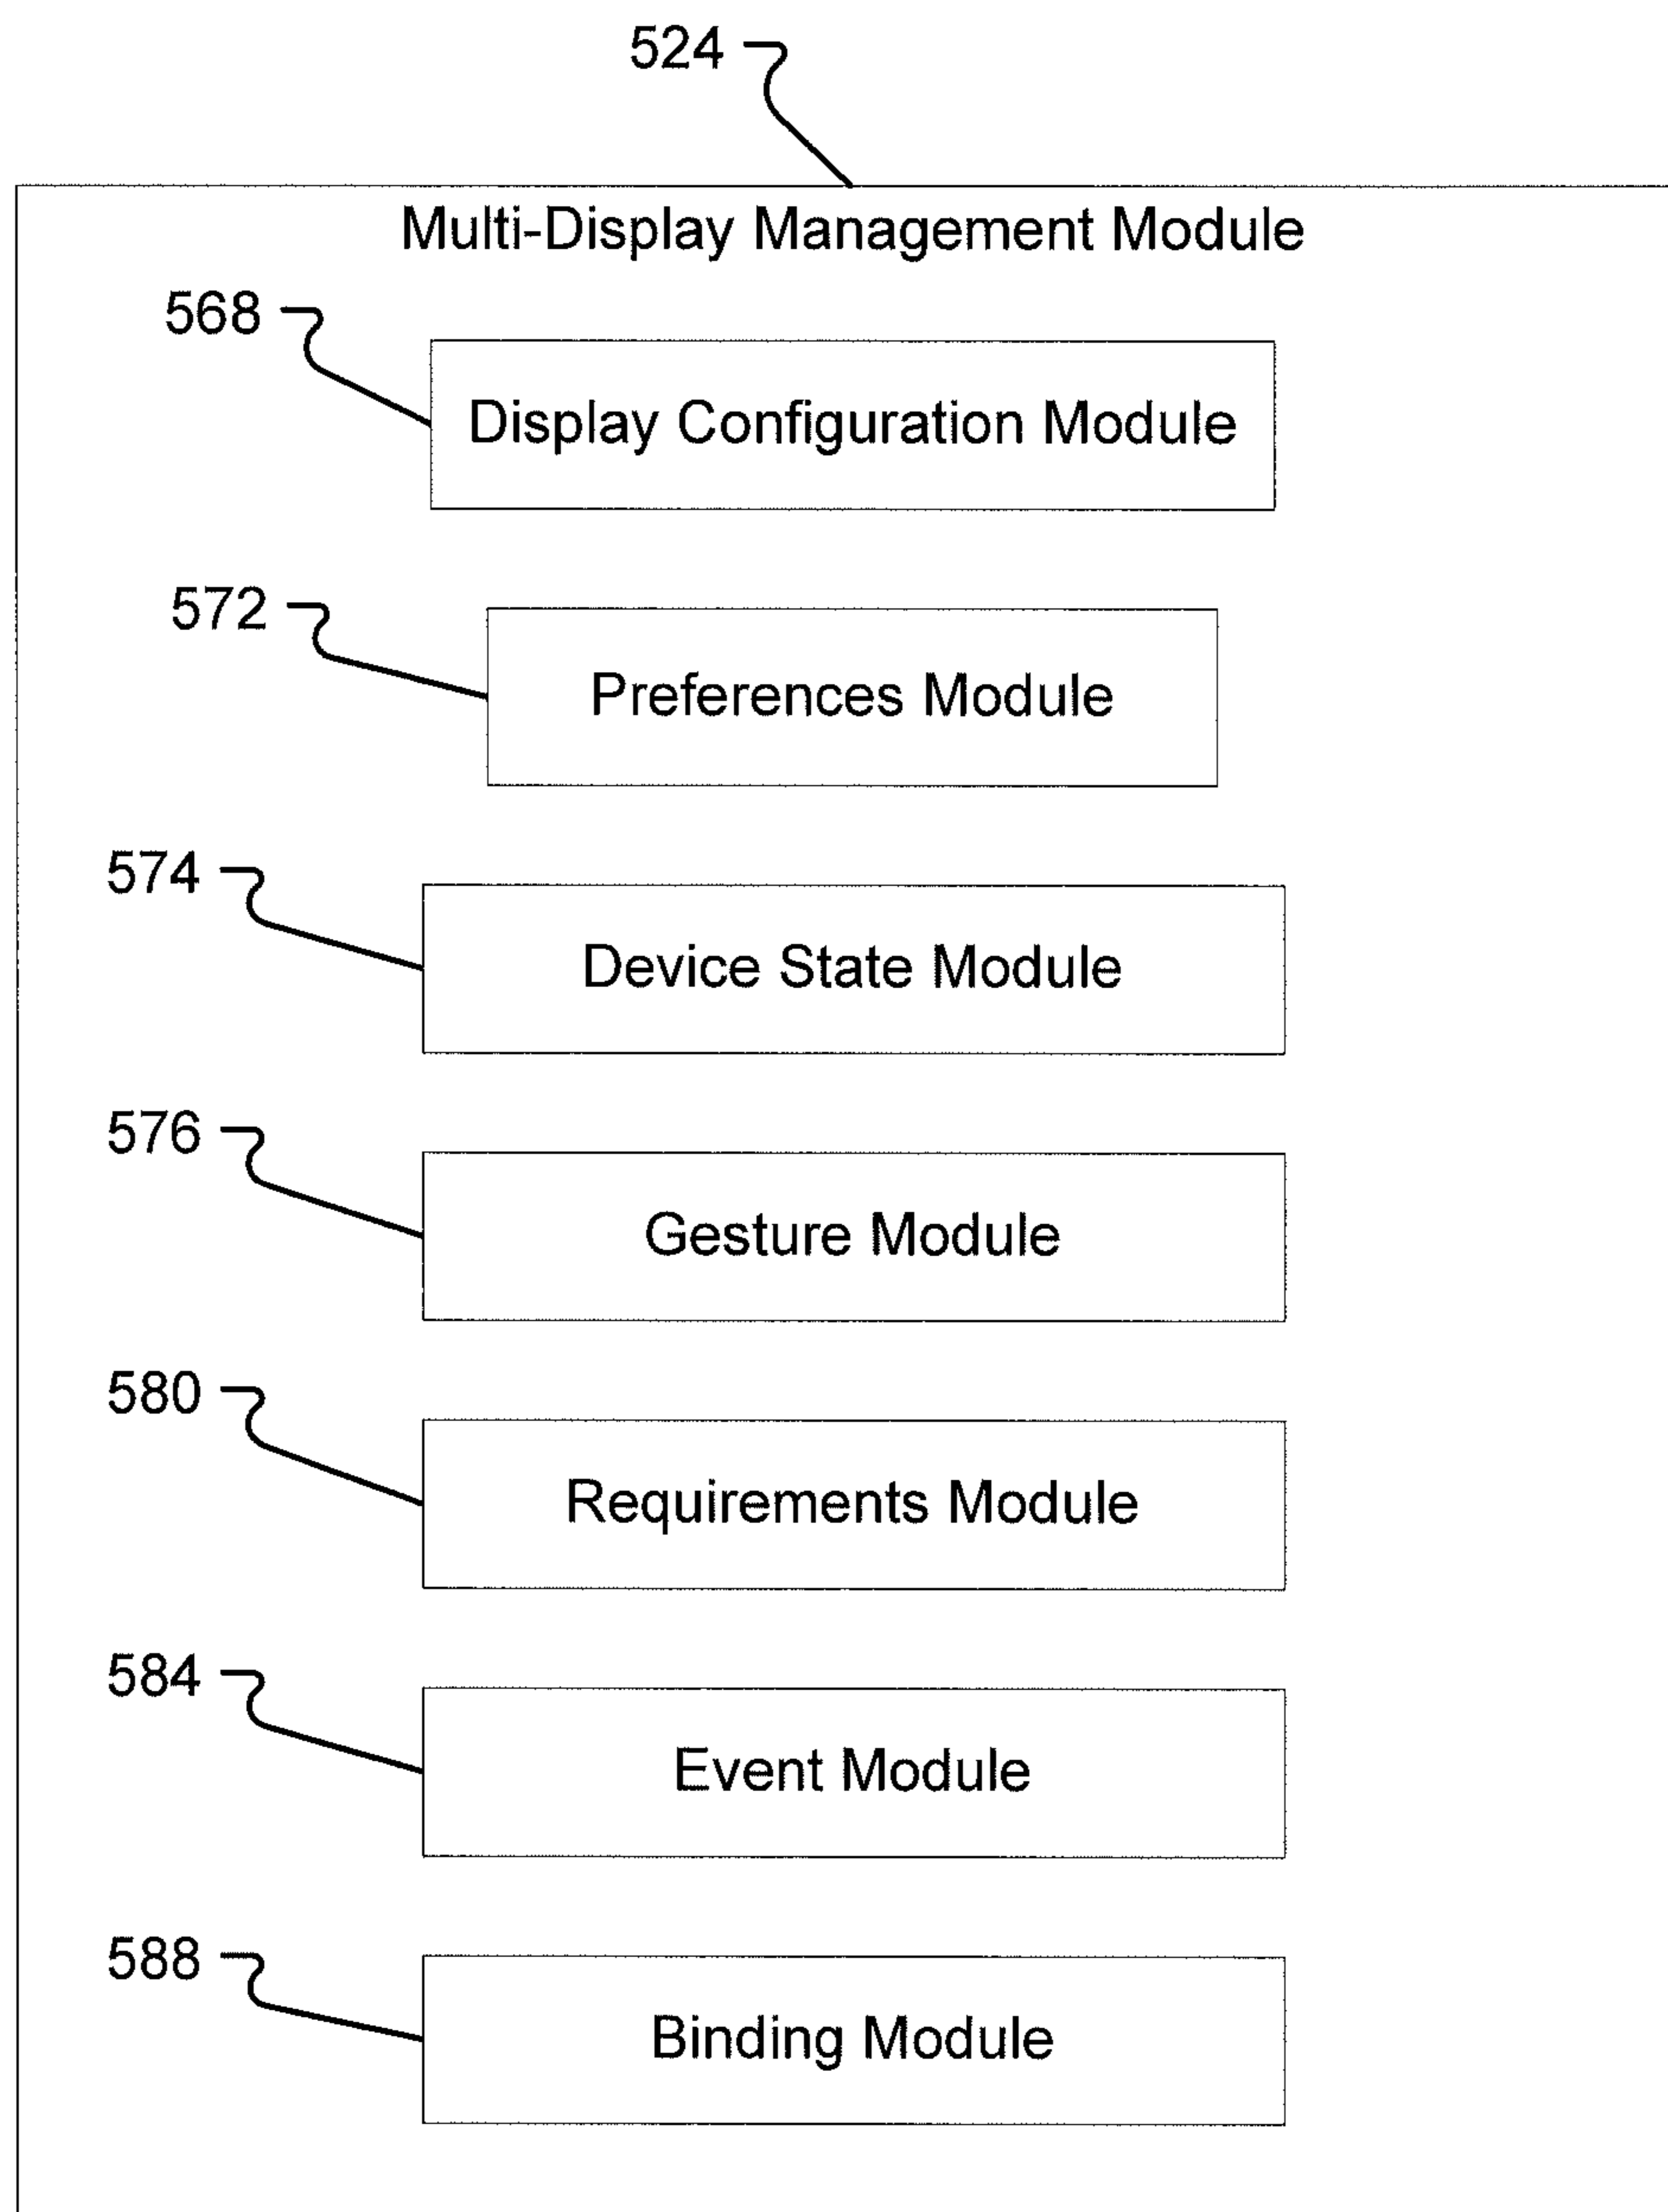 524
Multi-Display Management Module
568
Display Configuration Module
572
Preferences Module
574
Device State Module
576
Gesture Module
580
Requirements Module
584
Event Module
588
Binding Module